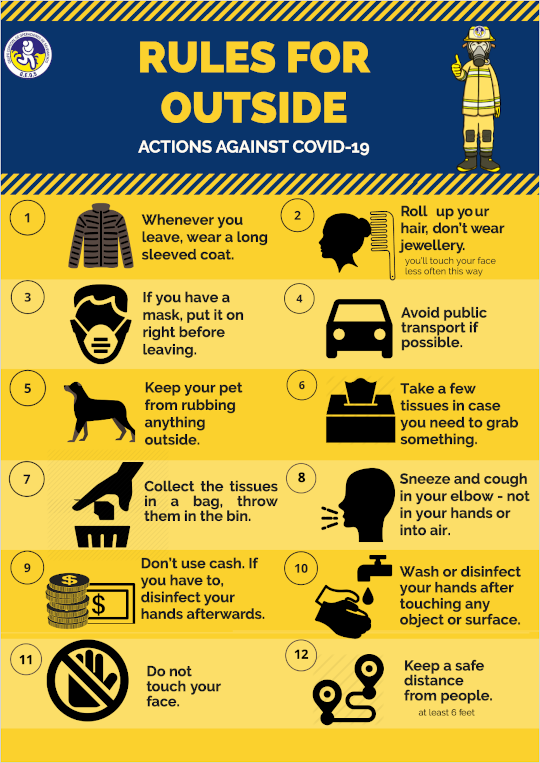 RULES FOR
OUTSIDE
ACTIONS AGAINST COVID-19
1
Whenever you
leave, wear a long
sleeved coat.
2
Roll up your
hair, don't wear
jewellery.
you'll touch your face
less often this way
3
If you have a
mask, put it on
right before
leaving.
4
Avoid public
transport if
possible.
5
Keep your pet
from rubbing
anything
outside.
6
Take a few
tissues in case
you need to grab
something.
7
Collect the tissues
in a bag, throw
them in the bin.
8
Sneeze and cough
in your elbow - not
in your hands or
into air.
9
$
$
Don't use cash. If
you have to,
disinfect your
hands afterwards.
10
Wash or disinfect
your hands after
touching any
object or surface.
11
Do not
touch your
face.
12
Keep a safe
distance
from people.
at least 6 feet